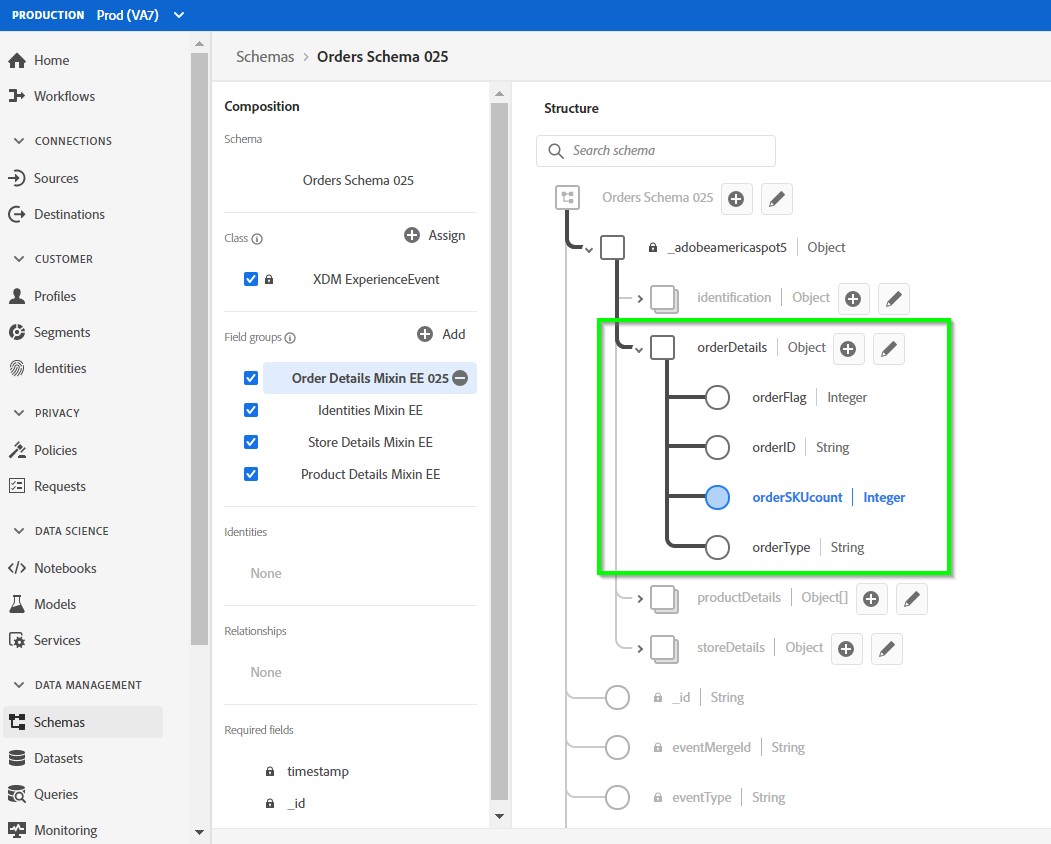 PRODUCTION Prod (VA7)
Home
Workflows
CONNECTIONS
Sources
Destinations
CUSTOMER
Profiles
Segments
Identities
PRIVACY
Policies
Requests
DATA SCIENCE
Notebooks
Models
Services
DATA MANAGEMENT
Schemas
Datasets
Queries
Monitoring
Schemas > Orders Schema 025
Composition
Schema
Orders Schema 025
Class
Assign
XDM ExperienceEvent
Field groups
Add
Order Details Mixin EE 025
Identities Mixin EE
Store Details Mixin EE
Product Details Mixin EE
Identities
None
Relationships
None
Required fields
timestamp
_id
Structure
Search schema
Orders Schema 025
_adobeamericaspot5 Object
identification Object
orderDetails Object
orderFlag Integer
orderID String
orderSKUcount Integer
orderType String
productDetails Object[]
storeDetails Object
_id String
eventMergeId String
eventType String